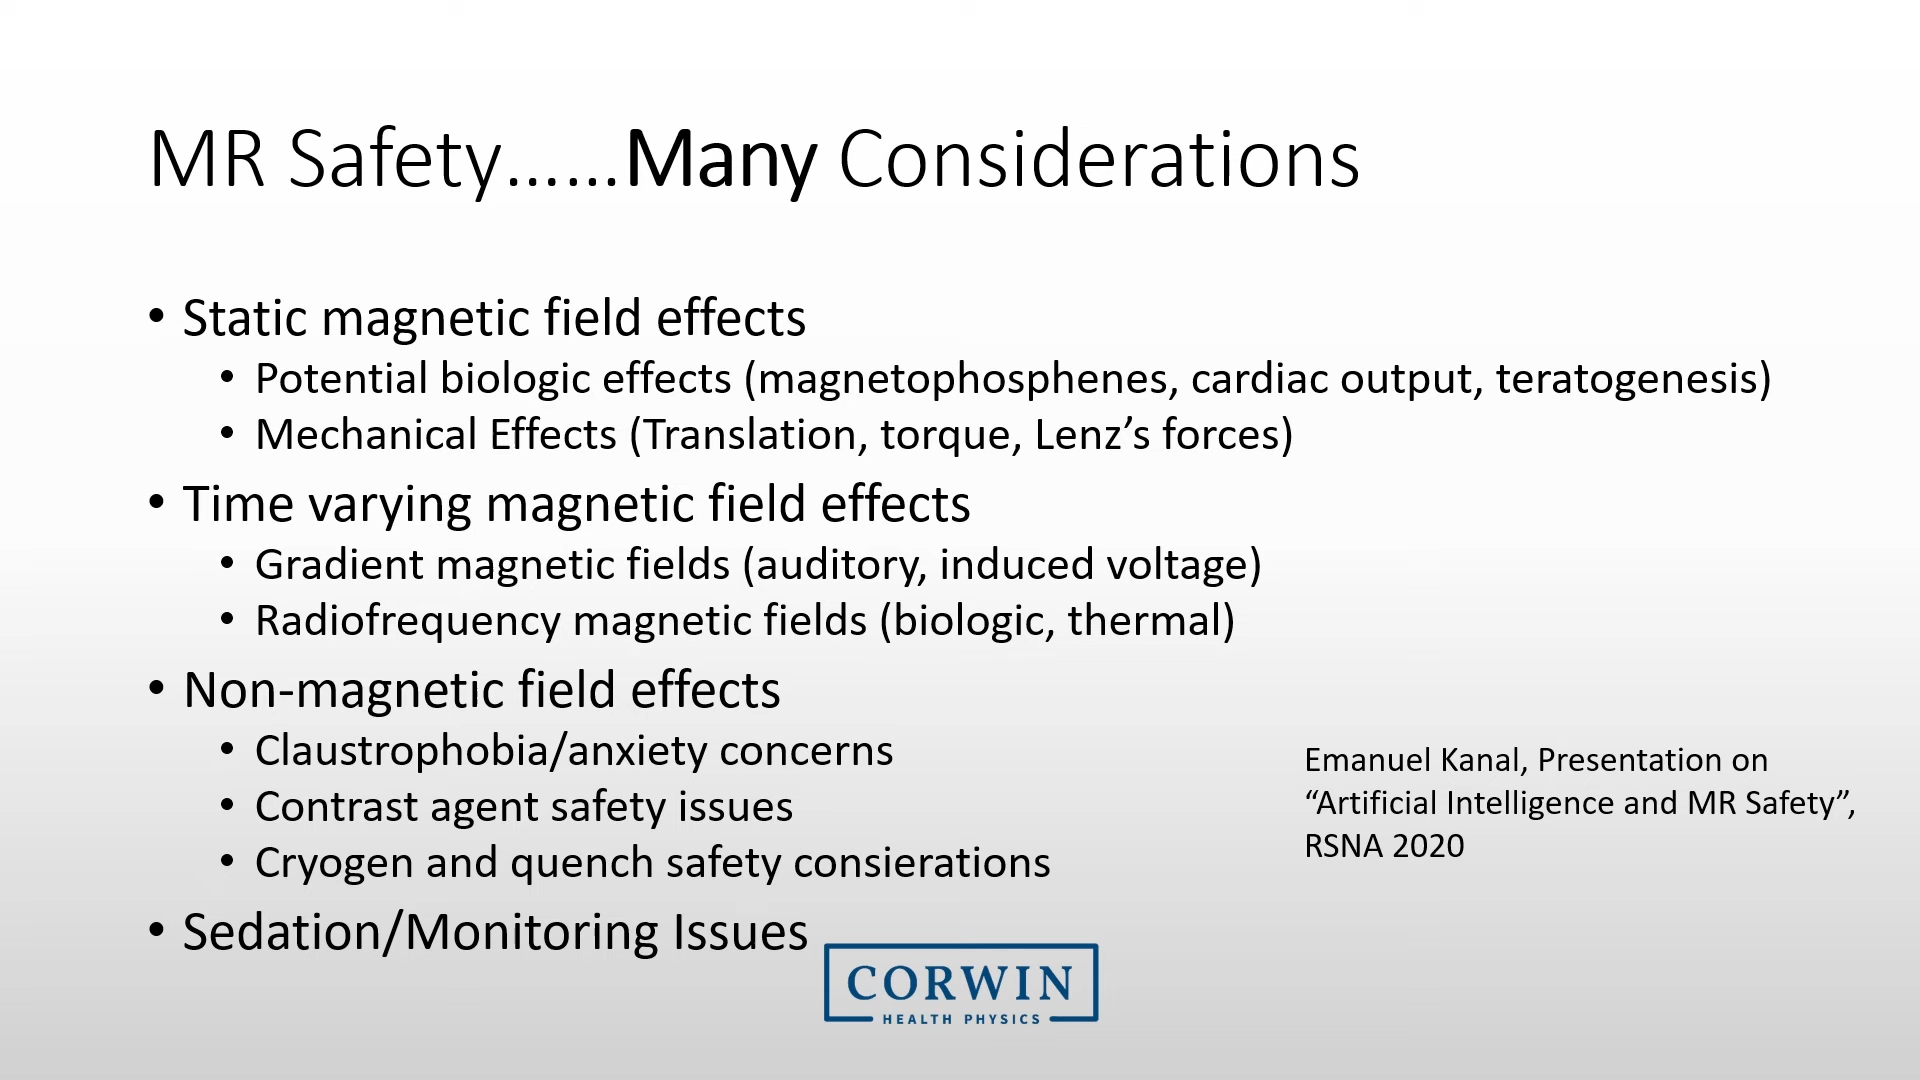 MR Safety……Many Considerations
• Static magnetic field effects
• Potential biologic effects (magnetophosphenes, cardiac output, teratogenesis)
• Mechanical Effects (Translation, torque, Lenz’s forces)
• Time varying magnetic field effects
• Gradient magnetic fields (auditory, induced voltage)
• Radiofrequency magnetic fields (biologic, thermal)
• Non-magnetic field effects
• Claustrophobia/anxiety concerns
• Contrast agent safety issues
• Cryogen and quench safety consierations
• Sedation/Monitoring Issues
Emanuel Kanal, Presentation on
“Artificial Intelligence and MR Safety”,
RSNA 2020
CORWIN
HEALTH PHYSICS